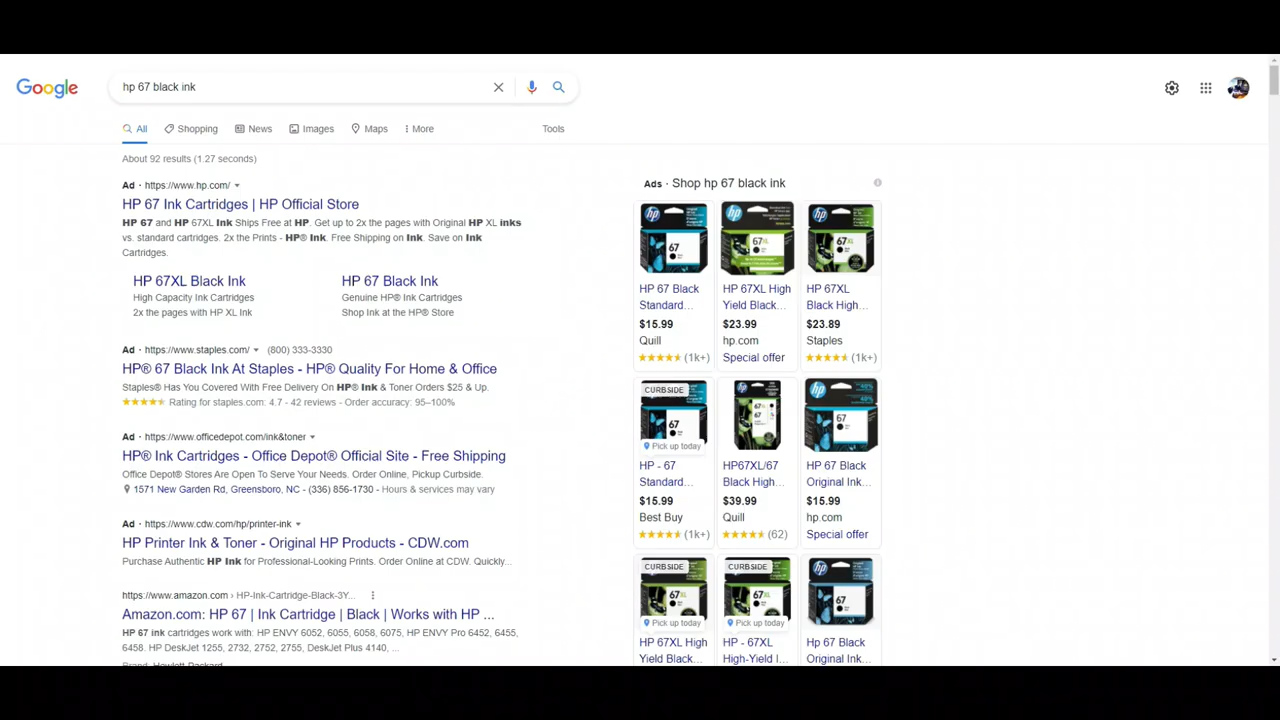 Google
hp 67 black ink
All
Shopping
News
Images
Maps
More
Tools
About 92 results (1.27 seconds)
Ad · https://www.hp.com/
HP 67 Ink Cartridges | HP Official Store
HP 67 and HP 67XL Ink Ships Free at HP. Get up to 2x the pages with Original HP XL inks
vs. standard cartridges. 2x the Prints - HP® Ink. Free Shipping on Ink. Save on Ink
Cartridges.
HP 67XL Black Ink
High Capacity Ink Cartridges
2x the pages with HP XL Ink
HP 67 Black Ink
Genuine HP® Ink Cartridges
Shop Ink at the HP® Store
Ad · https://www.staples.com/ (800) 333-3330
HP® 67 Black Ink At Staples - HP® Quality For Home & Office
Staples® Has You Covered With Free Delivery On HP® Ink & Toner Orders $25 & Up.
Rating for staples.com: 4.7 - 42 reviews - Order accuracy: 95–100%
Ad · https://www.officedepot.com/ink&toner
HP® Ink Cartridges - Office Depot® Official Site - Free Shipping
Office Depot® Stores Are Open To Serve Your Needs. Order Online, Pickup Curbside.
1571 New Garden Rd, Greensboro, NC - (336) 856-1730 - Hours & services may vary
Ad · https://www.cdw.com/hp/printer-ink
HP Printer Ink & Toner - Original HP Products - CDW.com
Purchase Authentic HP Ink for Professional-Looking Prints. Order Online at CDW. Quickly...
https://www.amazon.com › HP-Ink-Cartridge-Black-3Y...
Amazon.com: HP 67 | Ink Cartridge | Black | Works with HP ...
HP 67 ink cartridges work with: HP ENVY 6052, 6055, 6058, 6075, HP ENVY Pro 6452, 6455,
6458. HP DeskJet 1255, 2732, 2752, 2755, DeskJet Plus 4140, ...
Brand: Hewlett-Packard
Ads · Shop hp 67 black ink
hp
67
HP 67 Black
Standard...
$15.99
Quill
(1k+)
hp
67XL
HP 67XL High
Yield Black...
$23.99
hp.com
Special offer
hp
67XL
HP 67XL
Black High...
$23.89
Staples
(1k+)
CURBSIDE
67
Pick up today
HP - 67
Standard...
$15.99
Best Buy
(1k+)
67
67
HP67XL/67
Black High...
$39.99
Quill
(62)
hp
67
HP 67 Black
Original Ink...
$15.99
hp.com
Special offer
CURBSIDE
67XL
Pick up today
HP 67XL High
Yield Black...
CURBSIDE
67XL
Pick up today
HP - 67XL
High-Yield I...
hp
67
Hp 67 Black
Original Ink...